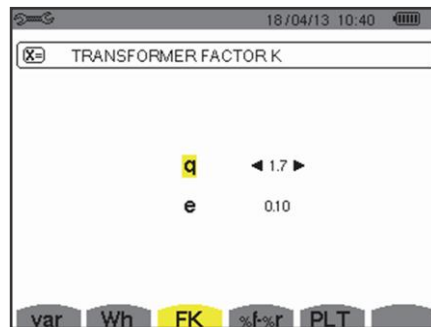 18/04/13 10:40
X= TRANSFORMER FACTOR K
q ◄ 1.7 ►
e 0.10
var Wh FK %f-%r PLT